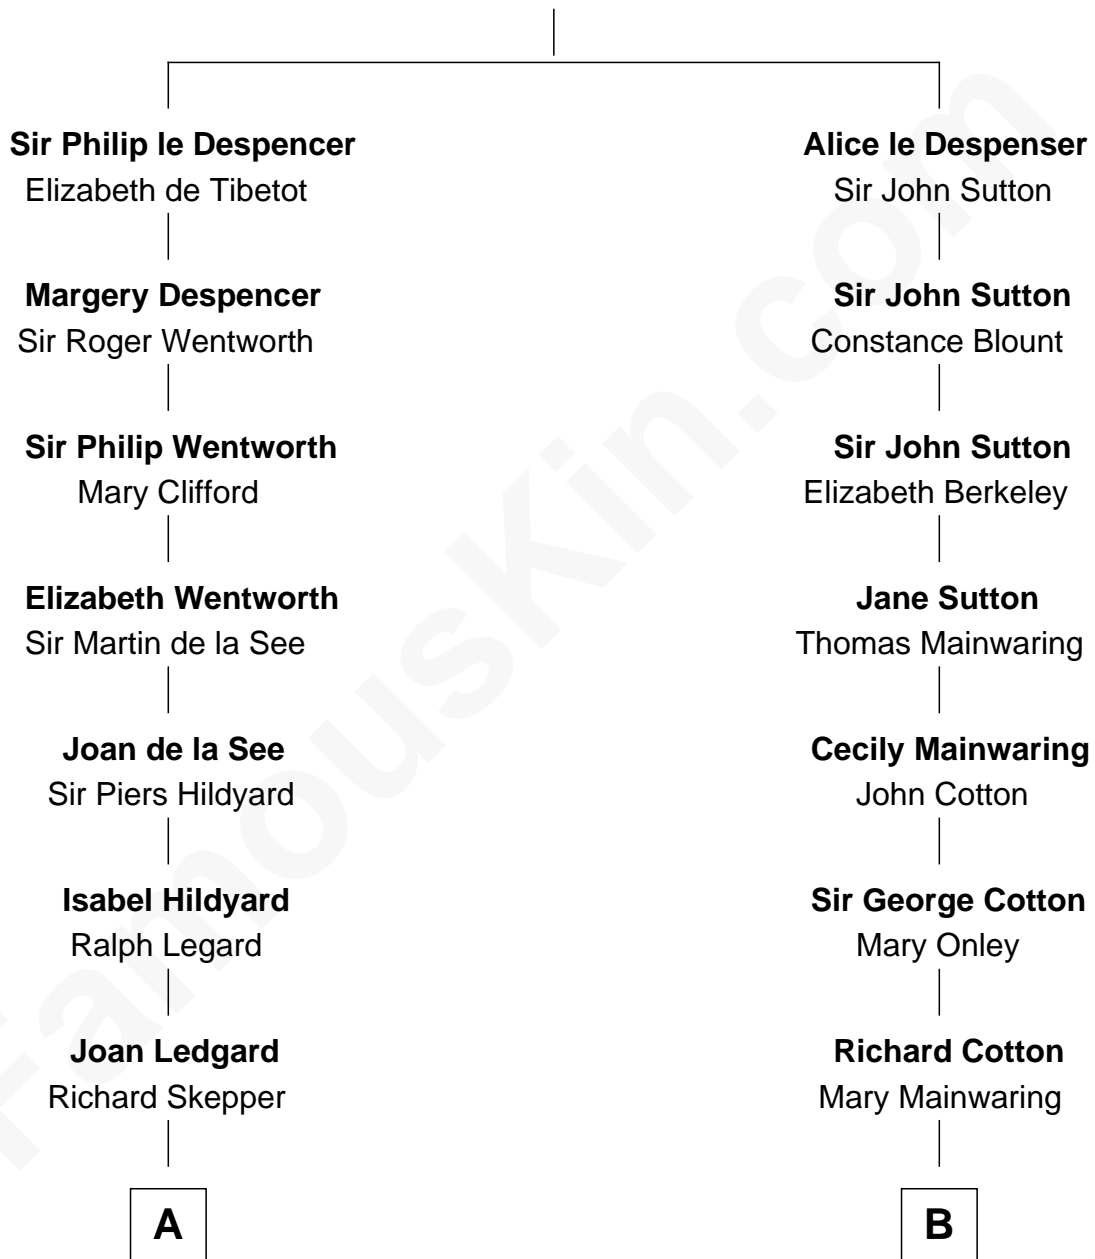 Sir Philip le Despencer
Elizabeth de Tibetot
Margery Despencer
Sir Roger Wentworth
Sir Philip Wentworth
Mary Clifford
Elizabeth Wentworth
Sir Martin de la See
Joan de la See
Sir Piers Hildyard
Isabel Hildyard
Ralph Legard
Joan Ledgard
Richard Skepper
A
Alice le Despenser
Sir John Sutton
Sir John Sutton
Constance Blount
Sir John Sutton
Elizabeth Berkeley
Jane Sutton
Thomas Mainwaring
Cecily Mainwaring
John Cotton
Sir George Cotton
Mary Onley
Richard Cotton
Mary Mainwaring
B
FamousKin.com